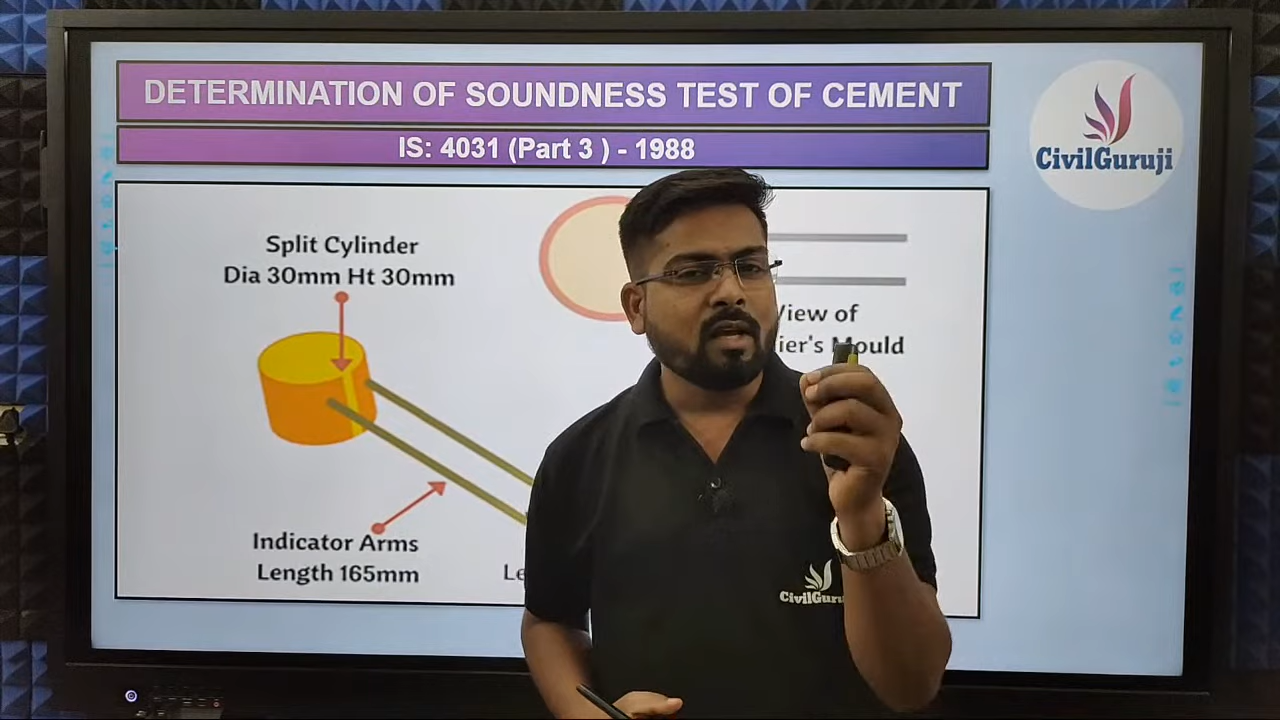 DETERMINATION OF SOUNDNESS TEST OF CEMENT
IS: 4031 (Part 3 ) - 1988
CivilGuruji
Split Cylinder
Dia 30mm Ht 30mm
View of
Mould
Indicator Arms
Length 165mm